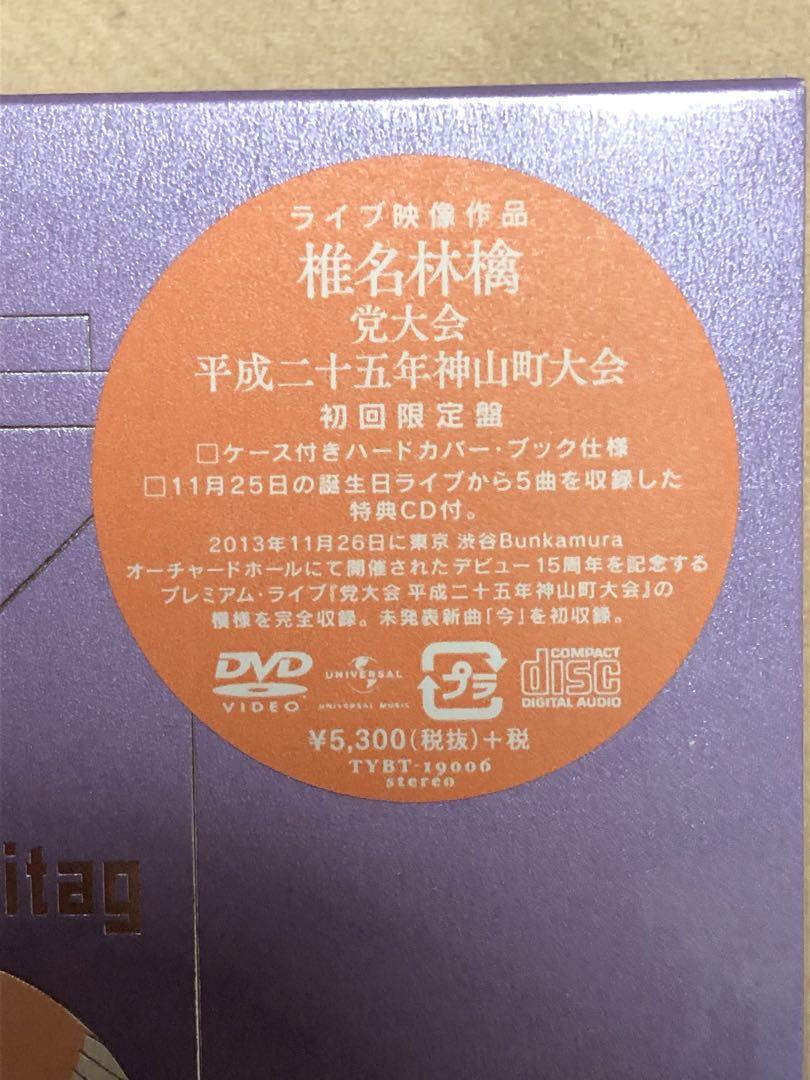 ライブ映像作品
椎名林檎
党大会
平成二十五年神山町大会
初回限定盤
□ケース付きハードカバー・ブック仕様
□11月25日の誕生日ライブから5曲を収録した
特典CD付。
2013年11月26日に東京 渋谷Bunkamura
オーチャードホールにて開催されたデビュー15周年を記念する
プレミアム・ライブ『党大会 平成二十五年神山町大会』の
模様を完全収録。未発表新曲「今」を初収録。
DVD VIDEO
UNIVERSAL
UNIVERSAL MUSIC
プラ
COMPACT disc DIGITAL AUDIO
¥5,300(税抜)+税
TYBT-19006
stereo
itag